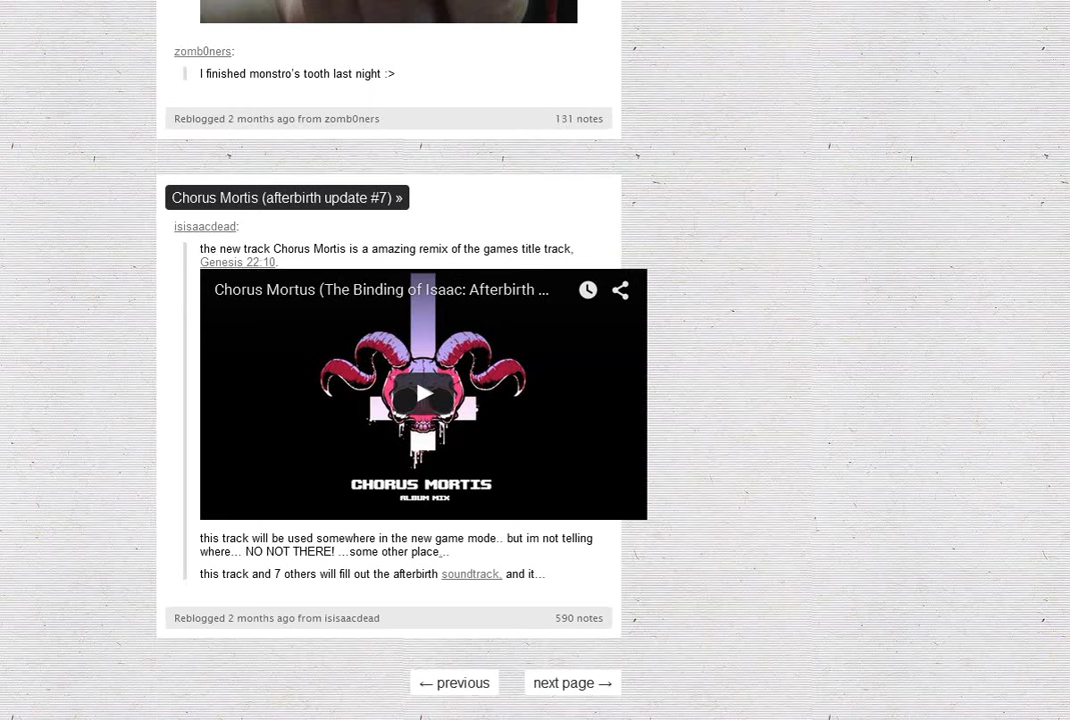 zomb0ners:
I finished monstro's tooth last night :>
Reblogged 2 months ago from zomb0ners 131 notes
Chorus Mortis (afterbirth update #7) »
isisaacdead:
the new track Chorus Mortis is a amazing remix of the games title track,
Genesis 22:10.
Chorus Mortus (The Binding of Isaac: Afterbirth ...
CHORUS MORTIS
ALBUM MIX
this track will be used somewhere in the new game mode.. but im not telling
where... NO NOT THERE! ...some other place...
this track and 7 others will fill out the afterbirth soundtrack, and it...
Reblogged 2 months ago from isisaacdead 590 notes
← previous next page →